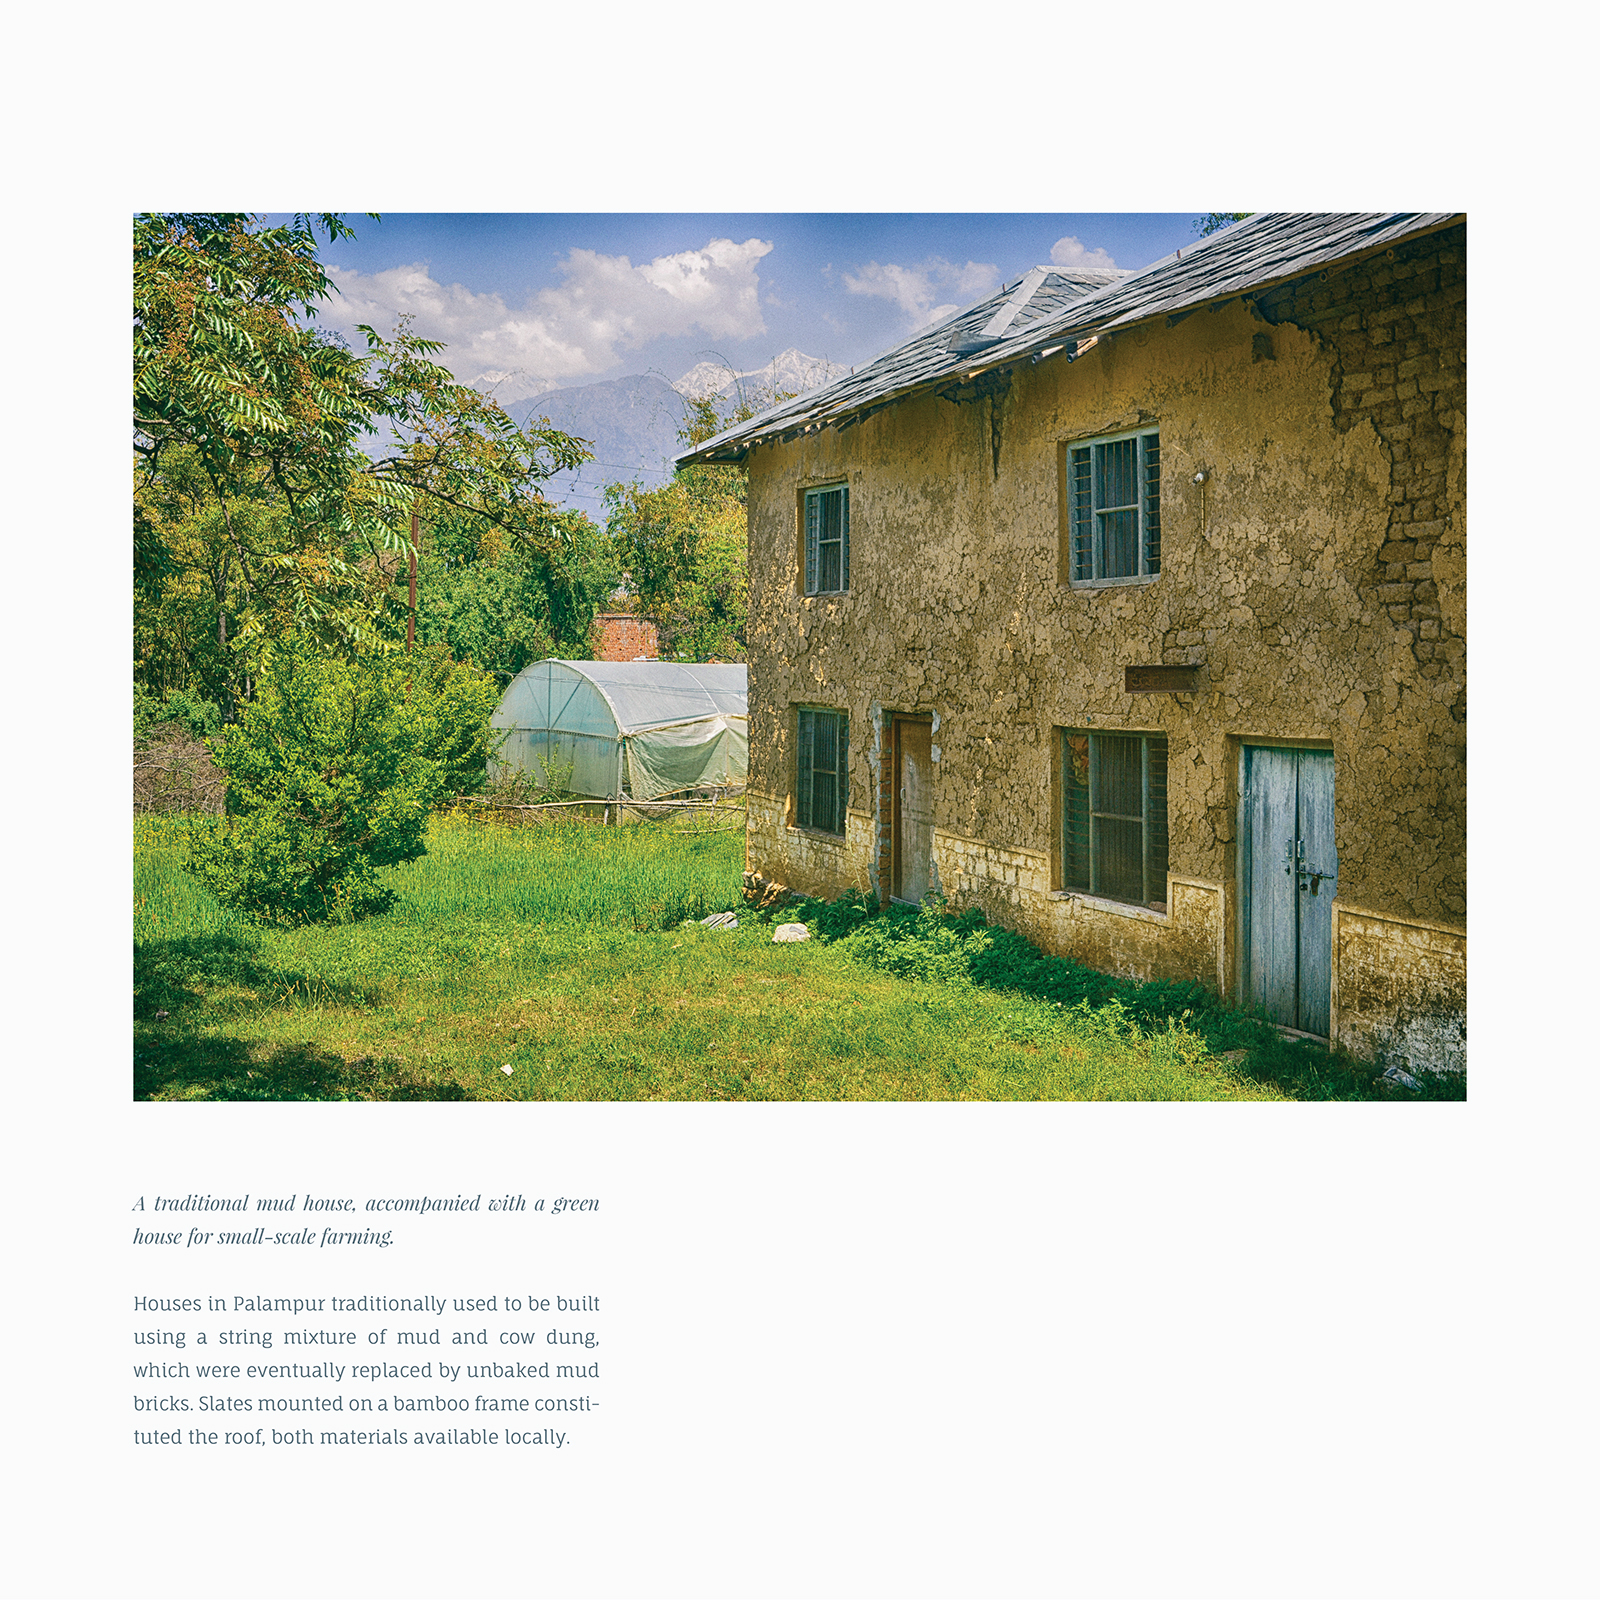 A traditional mud house, accompanied with a green
house for small-scale farming.
Houses in Palampur traditionally used to be built
using a string mixture of mud and cow dung,
which were eventually replaced by unbaked mud
bricks. Slates mounted on a bamboo frame consti-
tuted the roof, both materials available locally.